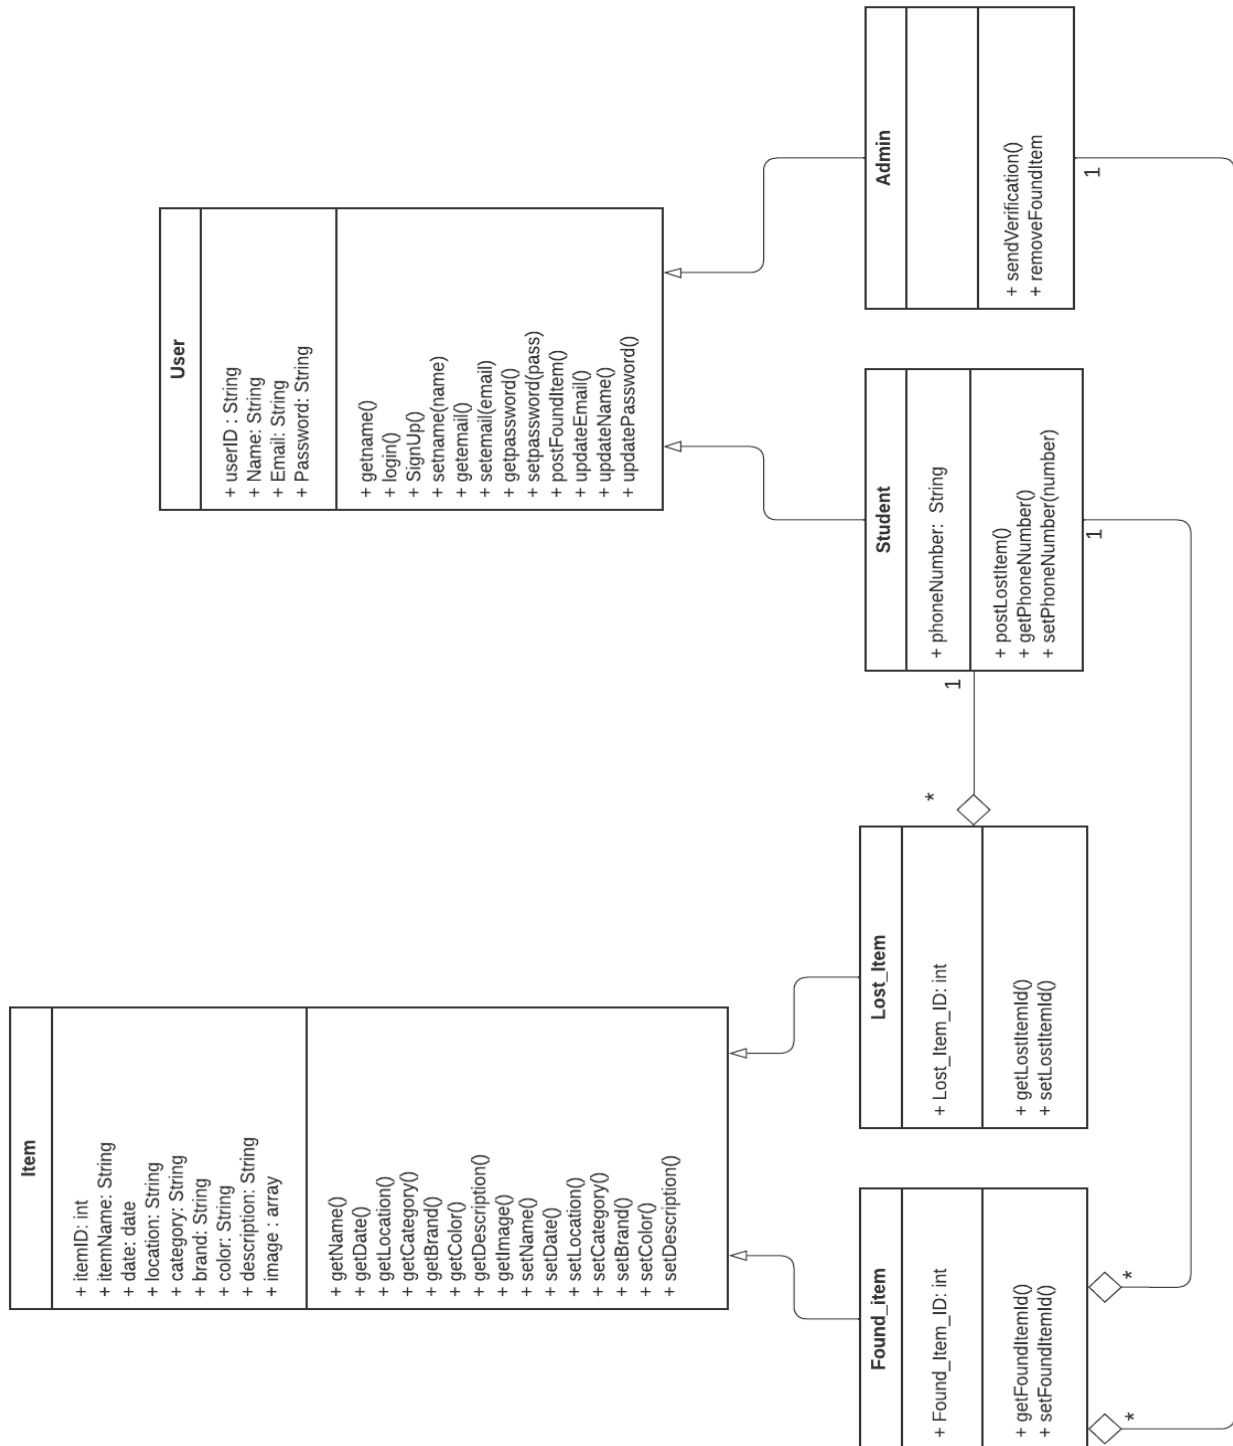 Item
+ itemID: int
+ itemName: String
+ date: date
+ location: String
+ category: String
+ brand: String
+ color: String
+ description: String
+ image : array
+ getName()
+ getDate()
+ getLocation()
+ getCategory()
+ getBrand()
+ getColor()
+ getDescription()
+ getImage()
+ setName()
+ setDate()
+ setLocation()
+ setCategory()
+ setBrand()
+ setColor()
+ setDescription()
User
+ userID : String
+ Name: String
+ Email: String
+ Password: String
+ getname()
+ login()
+ SignUp()
+ setname(name)
+ getemail()
+ setemail(email)
+ getpassword()
+ setpassword(pass)
+ postFoundItem()
+ updateEmail()
+ updateName()
+ updatePassword()
Found_item
+ Found_Item_ID: int
+ getFoundItemId()
+ setFoundItemId()
*
*
Lost_Item
+ Lost_Item_ID: int
+ getLostItemId()
+ setLostItemId()
*
1
Student
+ phoneNumber: String
+ postLostItem()
+ getPhoneNumber()
+ setPhoneNumber(number)
1
Admin
+ sendVerification()
+ removeFoundItem
1